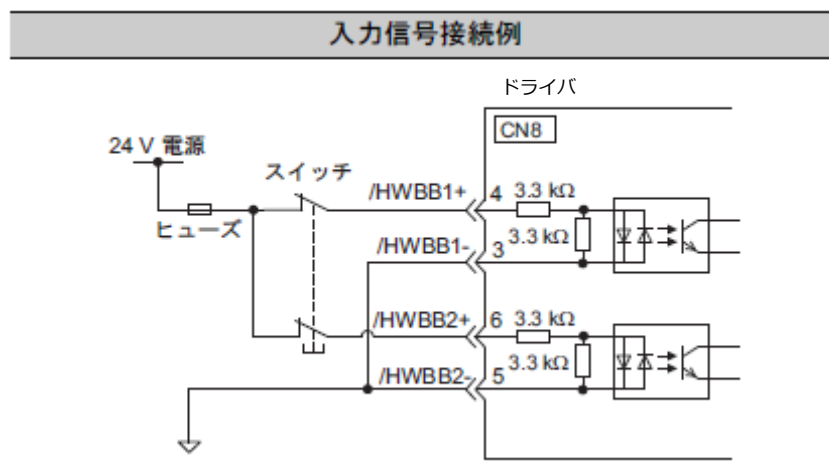 入力信号接続例
ドライバ
CN8
24 V 電源
スイッチ
ヒューズ
/HWBB1+
4
3.3 kΩ
/HWBB1-
3
3.3 kΩ
/HWBB2+
6
3.3 kΩ
/HWBB2-
5
3.3 kΩ